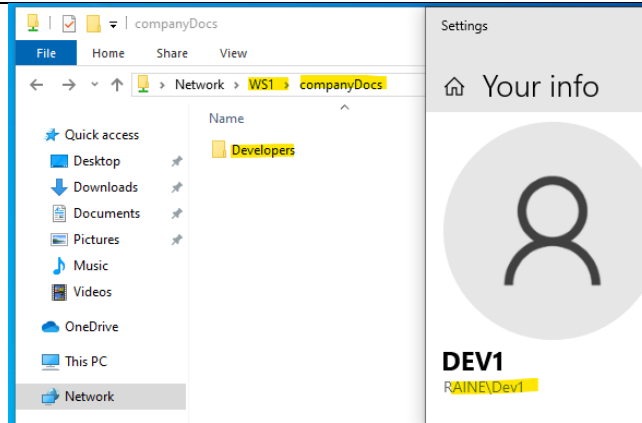 companyDocs
File Home Share View
Network > WS1 > companyDocs
Quick access
Desktop
Downloads
Documents
Pictures
Music
Videos
OneDrive
This PC
Network
Name
Developers
Settings
Your info
DEV1
RAINE\Dev1